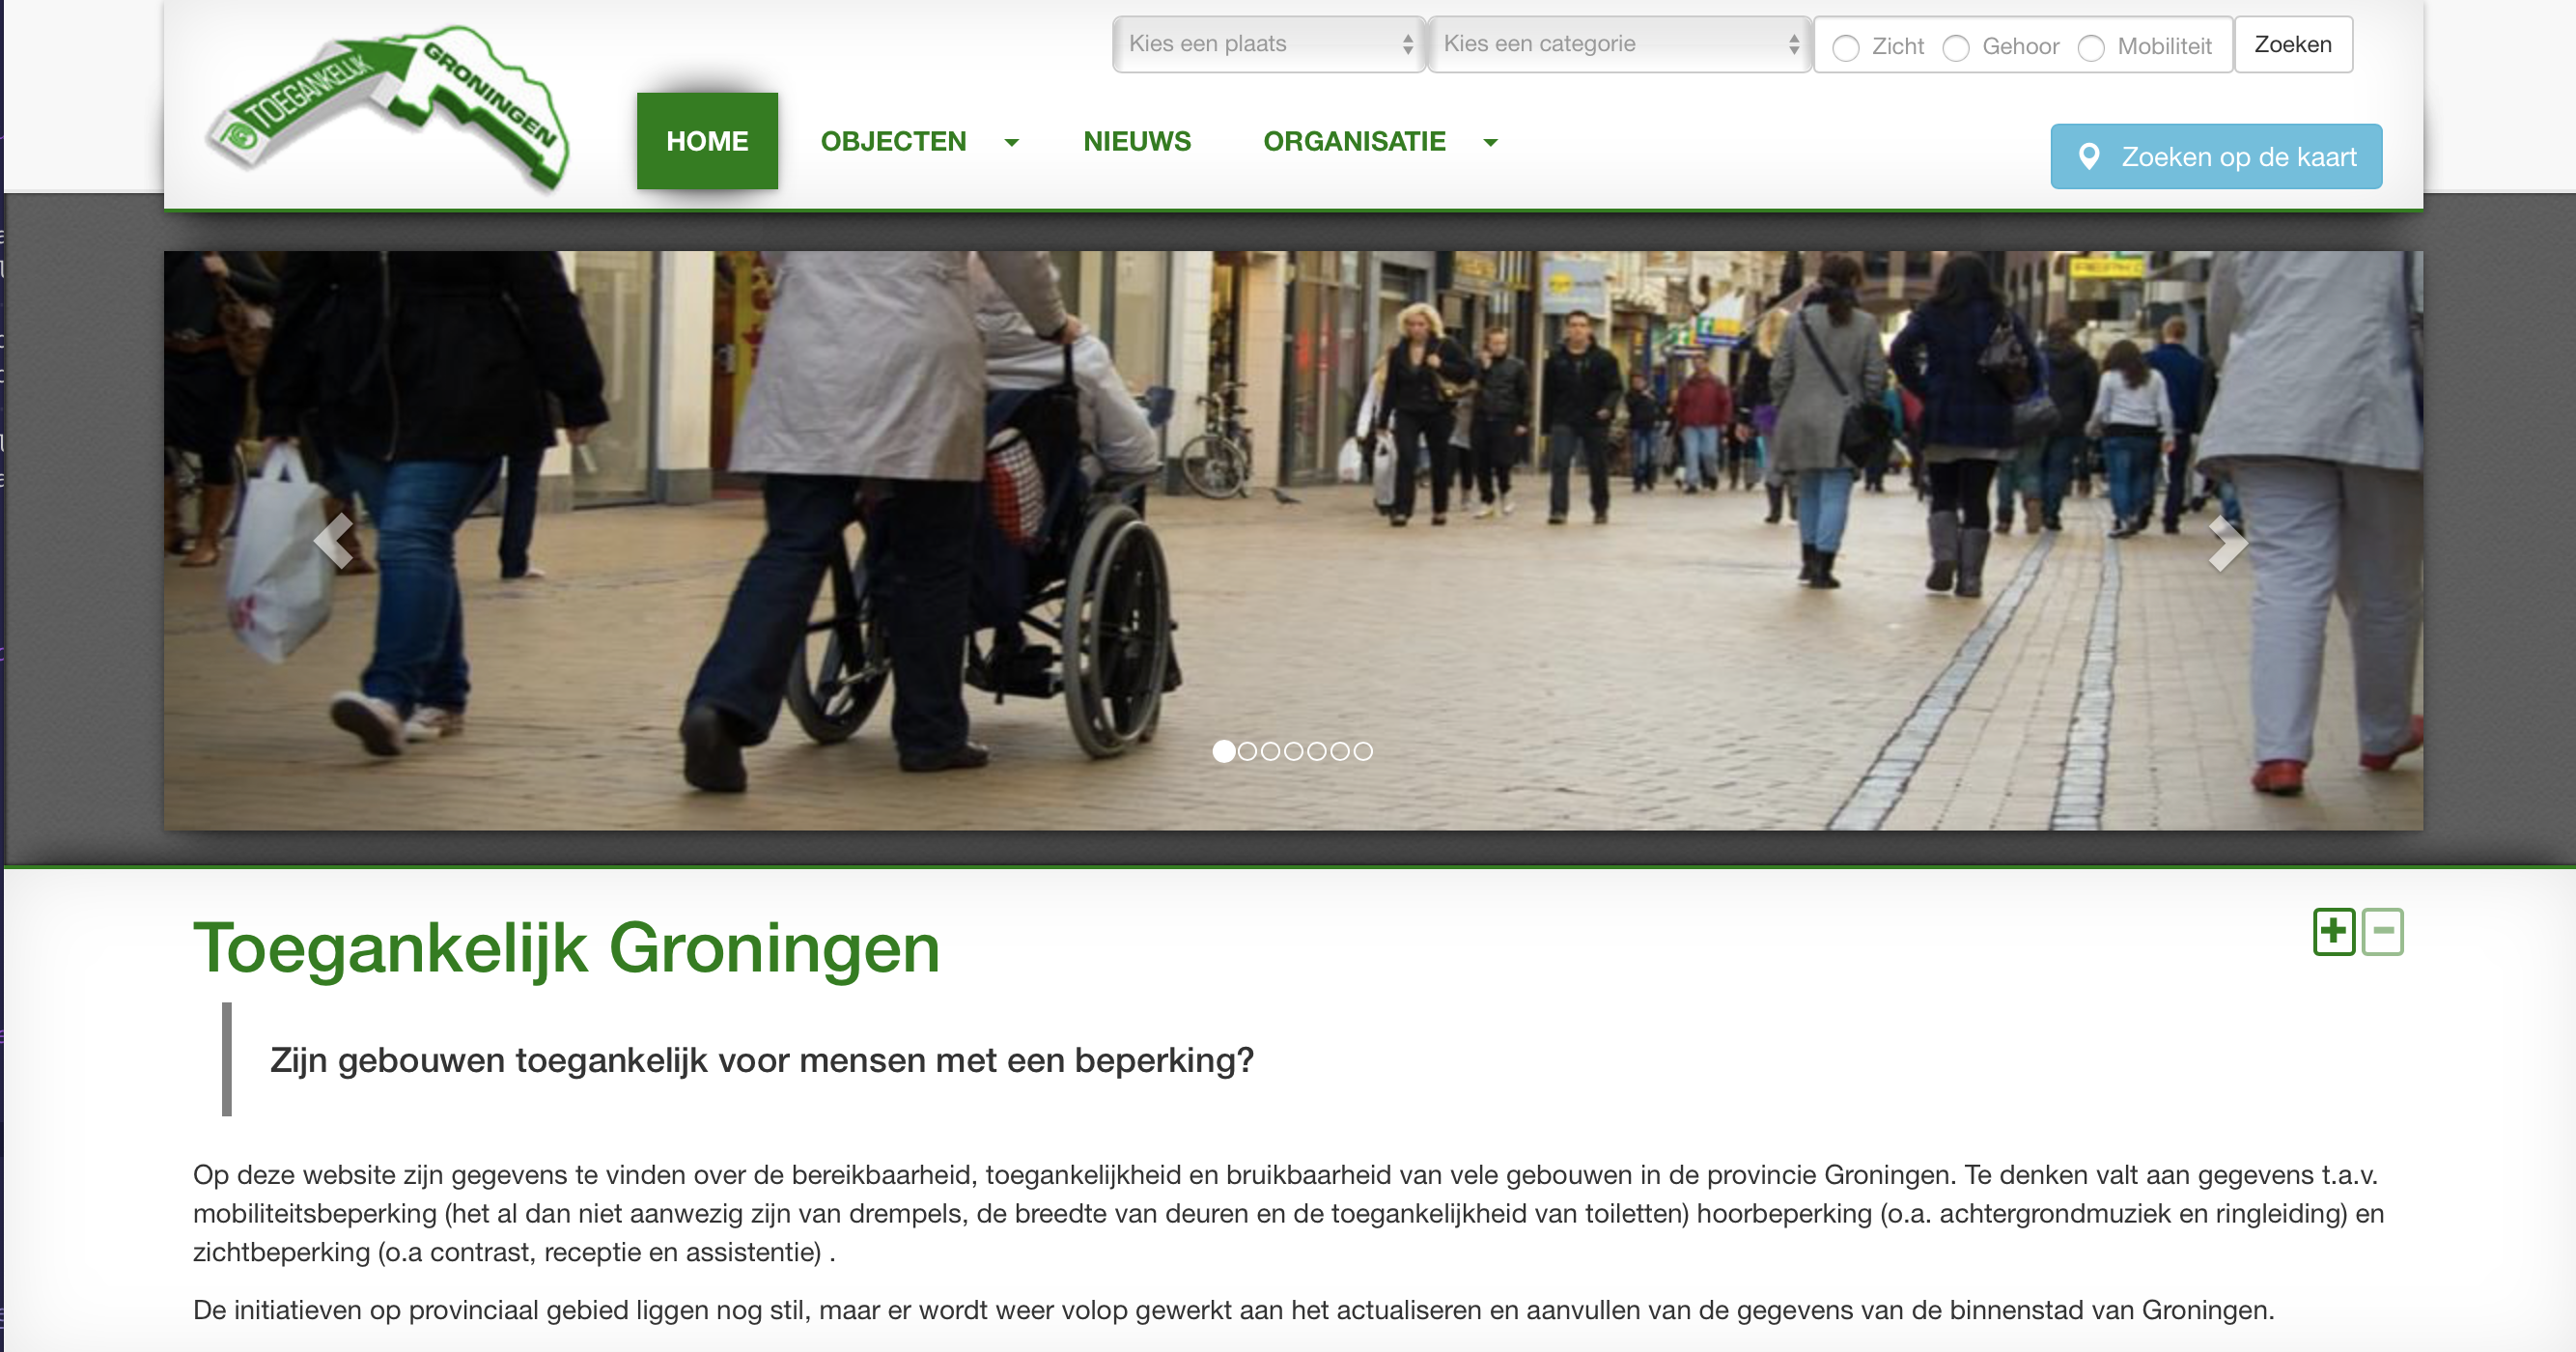 TOEGANKELIJK
GRONINGEN
Kies een plaats
Kies een categorie
Zicht
Gehoor
Mobiliteit
Zoeken
HOME
OBJECTEN
NIEUWS
ORGANISATIE
Zoeken op de kaart
Toegankelijk Groningen
Zijn gebouwen toegankelijk voor mensen met een beperking?
Op deze website zijn gegevens te vinden over de bereikbaarheid, toegankelijkheid en bruikbaarheid van vele gebouwen in de provincie Groningen. Te denken valt aan gegevens t.a.v.
mobiliteitsbeperking (het al dan niet aanwezig zijn van drempels, de breedte van deuren en de toegankelijkheid van toiletten) hoorbeperking (o.a. achtergrondmuziek en ringleiding) en
zichtbeperking (o.a contrast, receptie en assistentie) .
De initiatieven op provinciaal gebied liggen nog stil, maar er wordt weer volop gewerkt aan het actualiseren en aanvullen van de gegevens van de binnenstad van Groningen.